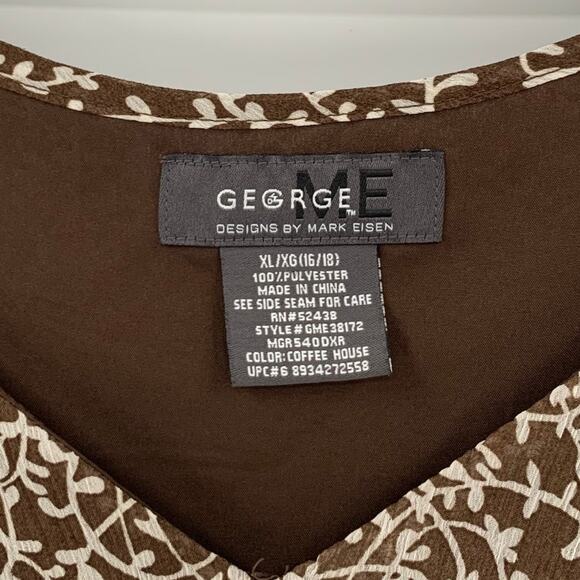 GEORGE ME™
DESIGNS BY MARK EISEN
XL/XG(16/18)
100% POLYESTER
MADE IN CHINA
SEE SIDE SEAM FOR CARE
RN#52438
STYLE#GME38172
MGR540DXR
COLOR:COFFEE HOUSE
UPC#6 8934272558